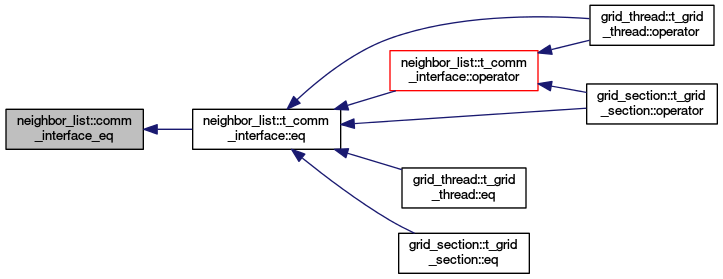 neighbor_list::comm
_interface_eq
neighbor_list::t_comm
_interface::eq
neighbor_list::t_comm
_interface::operator
grid_thread::t_grid
_thread::operator
grid_section::t_grid
_section::operator
grid_thread::t_grid
_thread::eq
grid_section::t_grid
_section::eq